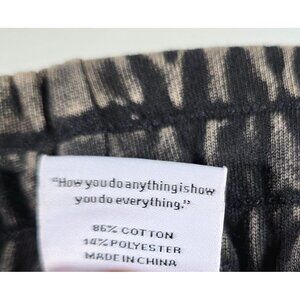 "How you do anything is how
you do everything."
86% COTTON
14% POLYESTER
MADE IN CHINA